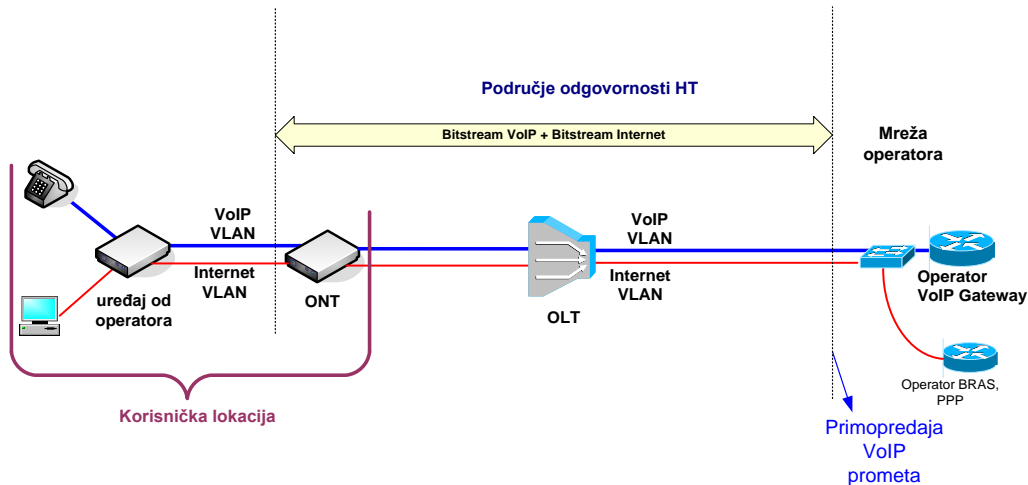 Područje odgovornosti HT
Bitstream VoIP + Bitstream Internet
Mreža
operatora
VoIP
VLAN
Internet
VLAN
uređaj od
operatora
ONT
VoIP
VLAN
Internet
VLAN
OLT
Operator
VoIP Gateway
Operator BRAS,
PPP
Korisnička lokacija
Primopredaja
VoIP
prometa